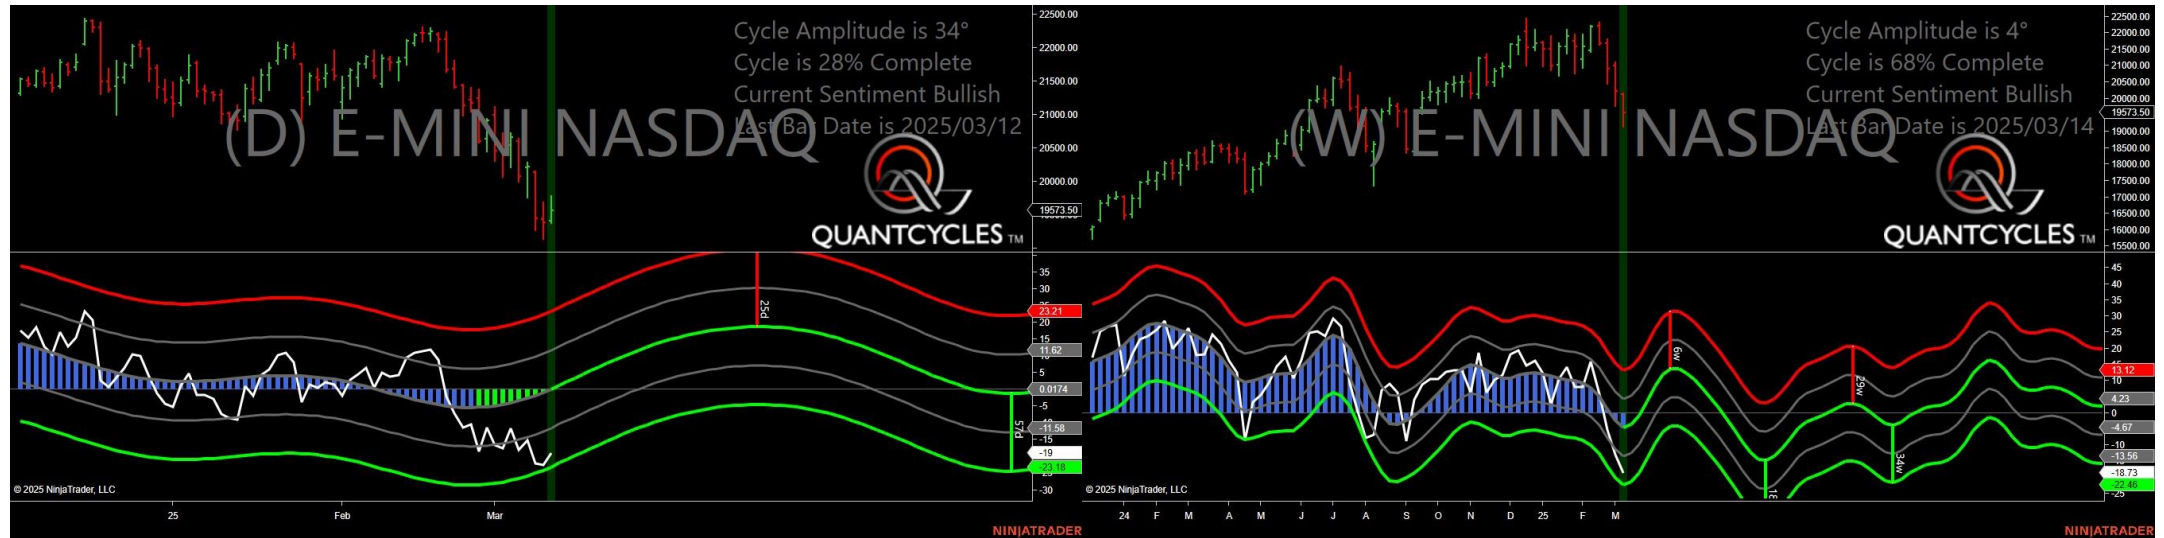 Cycle Amplitude is 34°
Cycle is 28% Complete
Current Sentiment Bullish
Last Bar Date is 2025/03/12
(D) E-MINI NASDAQ
QUANTCYCLES TM
22500.00
22000.00
21500.00
21000.00
20500.00
20000.00
19573.50
35
30
23.21
20
15
11.62
5
0.0174
-5
-11.58
-15
-19
-23.18
-30
25d
57d
© 2025 NinjaTrader, LLC
25 Feb Mar
NINJATRADER
Cycle Amplitude is 4°
Cycle is 68% Complete
Current Sentiment Bullish
Last Bar Date is 2025/03/14
(W) E-MINI NASDAQ
QUANTCYCLES TM
22500.00
22000.00
21500.00
21000.00
20500.00
20000.00
19573.50
19000.00
18500.00
18000.00
17500.00
17000.00
16500.00
16000.00
15500.00
45
40
35
30
25
20
13.12
10
4.23
0
-4.67
-10
-13.56
-18.73
-22.46
-25
6w
29w
34w
© 2025 NinjaTrader, LLC
24 F M A M J J A S O N D 25 F M
NINJATRADER